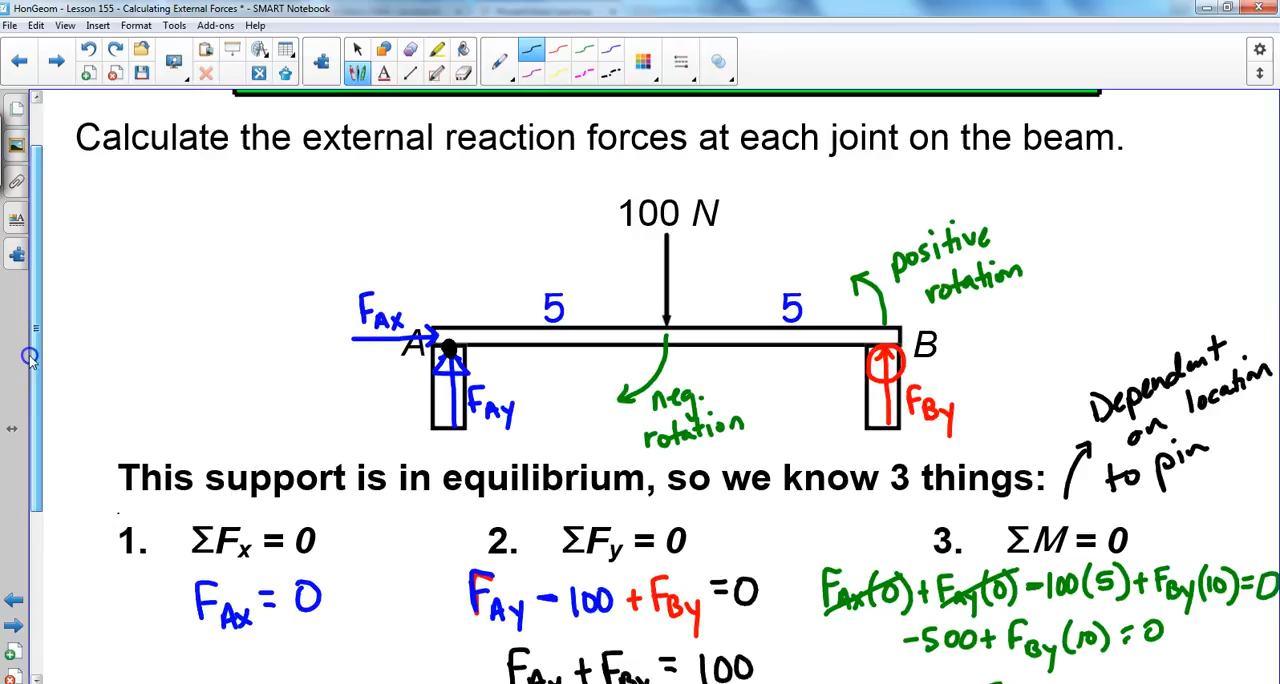 HonGeom - Lesson 155 - Calculating External Forces * - SMART Notebook
File Edit View Insert Format Tools Add-ons Help
Calculate the external reaction forces at each joint on the beam.
100 N
positive
rotation
FAx
5
5
A
B
FAy
neg.
rotation
FBy
Dependant
on location
to pin
This support is in equilibrium, so we know 3 things:
1. ΣFx = 0
2. ΣFy = 0
3. ΣM = 0
FAx = 0
FAy - 100 + FBy = 0
FAx(0) + FAy(0) - 100(5) + FBy(10) = 0
-500 + FBy(10) = 0
FAy + FBy = 100